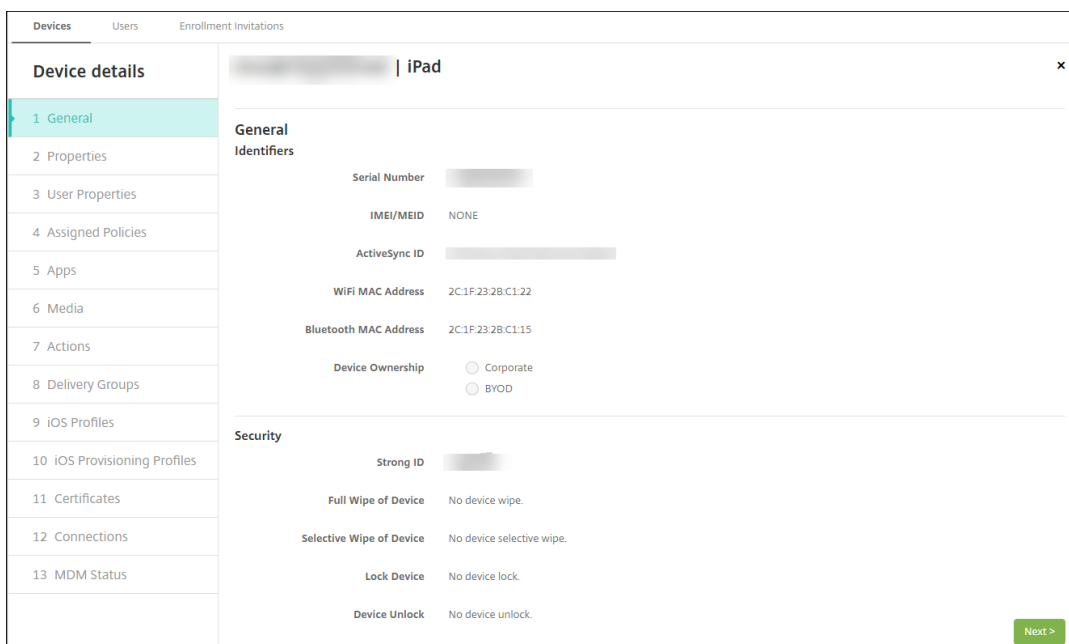 Devices Users Enrollment Invitations
Device details
1 General
2 Properties
3 User Properties
4 Assigned Policies
5 Apps
6 Media
7 Actions
8 Delivery Groups
9 iOS Profiles
10 iOS Provisioning Profiles
11 Certificates
12 Connections
13 MDM Status
| iPad
×
General
Identifiers
Serial Number
IMEI/MEID NONE
ActiveSync ID
WiFi MAC Address 2C:1F:23:2B:C1:22
Bluetooth MAC Address 2C:1F:23:2B:C1:15
Device Ownership Corporate
BYOD
Security
Strong ID
Full Wipe of Device No device wipe.
Selective Wipe of Device No device selective wipe.
Lock Device No device lock.
Device Unlock No device unlock.
Next >